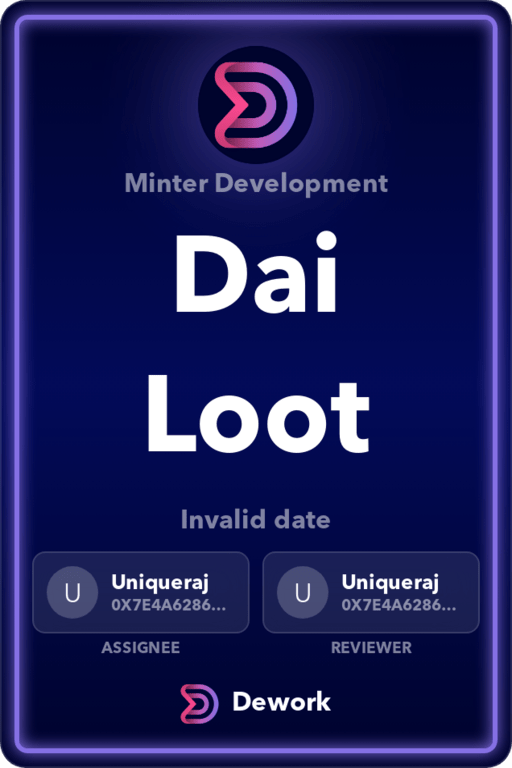 Minter Development
Dai
Loot
Invalid date
U Uniqueraj
0X7E4A6286...
U Uniqueraj
0X7E4A6286...
ASSIGNEE
REVIEWER
Dework